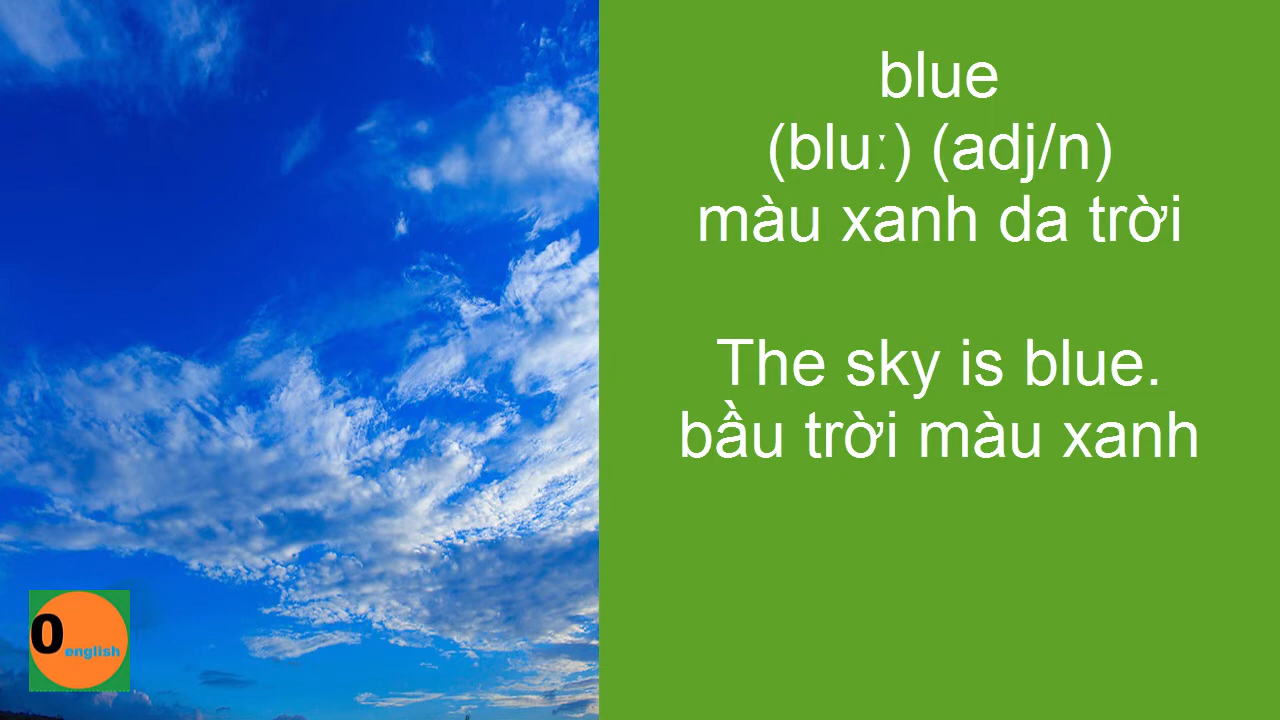 blue
(bluː) (adj/n)
màu xanh da trời
The sky is blue.
bầu trời màu xanh
0 english